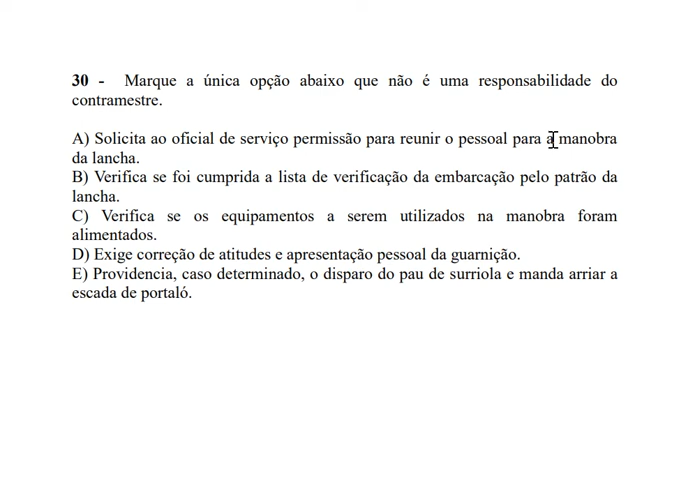 30 - Marque a única opção abaixo que não é uma responsabilidade do
contramestre.
A) Solicita ao oficial de serviço permissão para reunir o pessoal para a manobra
da lancha.
B) Verifica se foi cumprida a lista de verificação da embarcação pelo patrão da
lancha.
C) Verifica se os equipamentos a serem utilizados na manobra foram
alimentados.
D) Exige correção de atitudes e apresentação pessoal da guarnição.
E) Providencia, caso determinado, o disparo do pau de surriola e manda arriar a
escada de portaló.